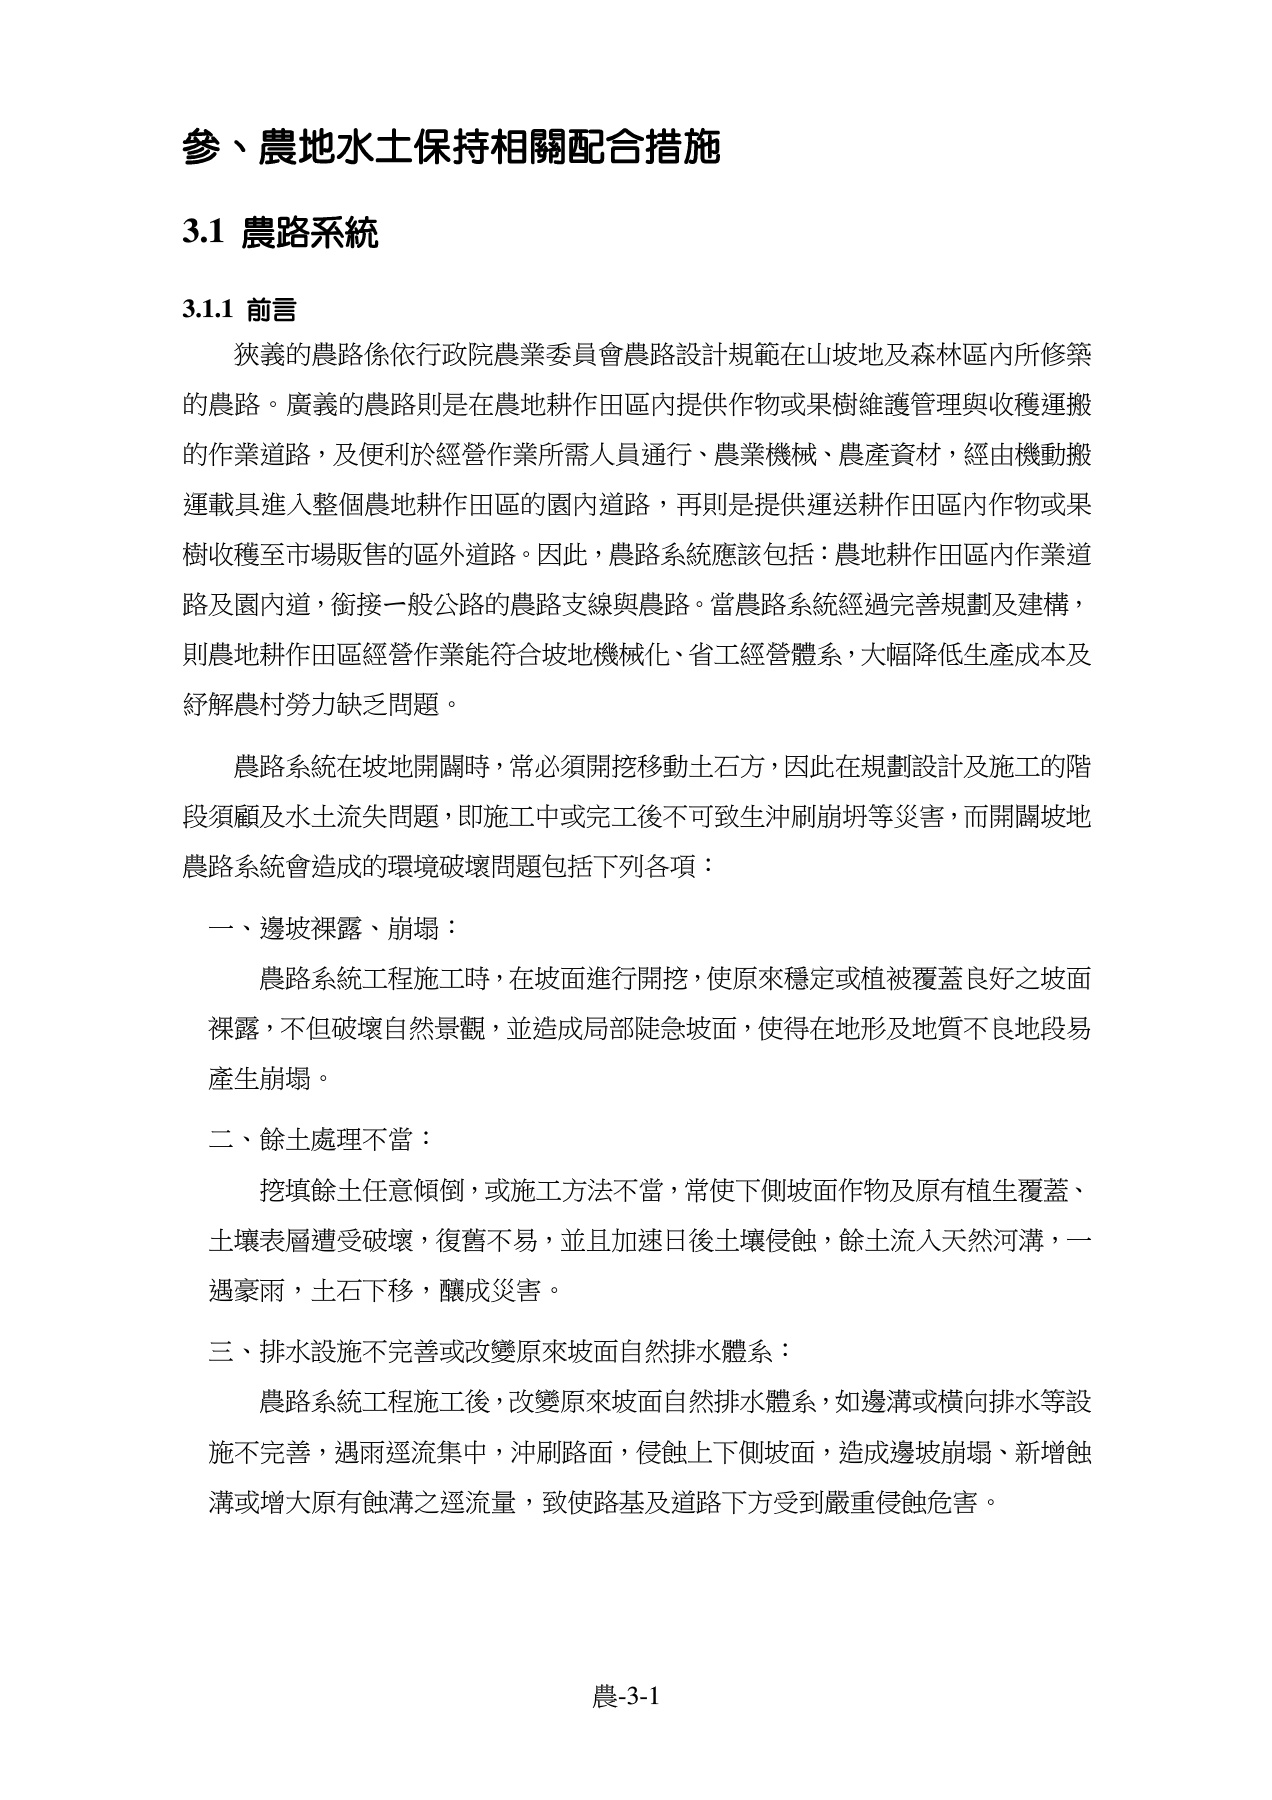 參、農地水土保持相關配合措施
3.1 農路系統
3.1.1 前言
狹義的農路係依行政院農業委員會農路設計規範在山坡地及森林區內所修築
的農路。廣義的農路則是在農地耕作田區內提供作物或果樹維護管理與收穫運搬
的作業道路，及便利於經營作業所需人員通行、農業機械、農產資材，經由機動搬
運載具進入整個農地耕作田區的園內道路，再則是提供運送耕作田區內作物或果
樹收穫至市場販售的區外道路。因此，農路系統應該包括：農地耕作田區內作業道
路及園內道，銜接一般公路的農路支線與農路。當農路系統經過完善規劃及建構，
則農地耕作田區經營作業能符合坡地機械化、省工經營體系，大幅降低生產成本及
紓解農村勞力缺乏問題。
農路系統在坡地開闢時，常必須開挖移動土石方，因此在規劃設計及施工的階
段須顧及水土流失問題，即施工中或完工後不可致生沖刷崩坍等災害，而開闢坡地
農路系統會造成的環境破壞問題包括下列各項：
一、邊坡裸露、崩塌：
農路系統工程施工時，在坡面進行開挖，使原來穩定或植被覆蓋良好之坡面
裸露，不但破壞自然景觀，並造成局部陡急坡面，使得在地形及地質不良地段易
產生崩塌。
二、餘土處理不當：
挖填餘土任意傾倒，或施工方法不當，常使下側坡面作物及原有植生覆蓋、
土壤表層遭受破壞，復舊不易，並且加速日後土壤侵蝕，餘土流入天然河溝，一
遇豪雨，土石下移，釀成災害。
三、排水設施不完善或改變原來坡面自然排水體系：
農路系統工程施工後，改變原來坡面自然排水體系，如邊溝或橫向排水等設
施不完善，遇雨逕流集中，沖刷路面，侵蝕上下側坡面，造成邊坡崩塌、新增蝕
溝或增大原有蝕溝之逕流量，致使路基及道路下方受到嚴重侵蝕危害。
農-3-1